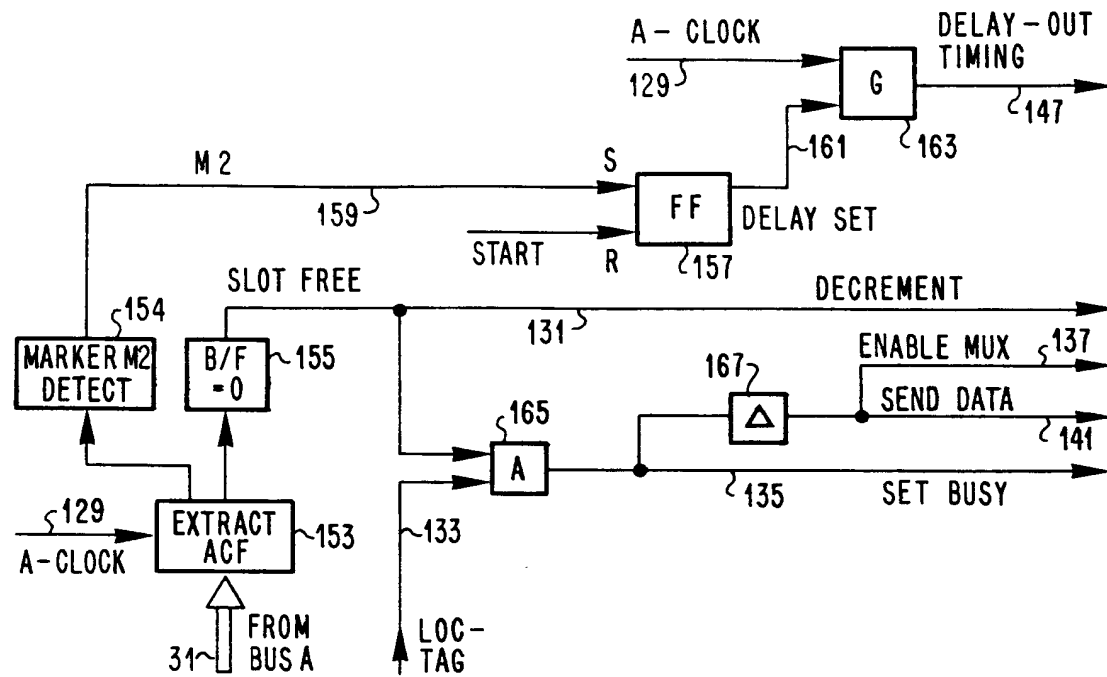 A-CLOCK
129
G
163
DELAY-OUT
TIMING
147
161
M2
159
S
FF
157
DELAY SET
START
R
SLOT FREE
131
DECREMENT
154
MARKER M2
DETECT
B/F
=0
155
ENABLE MUX
137
167
Δ
SEND DATA
141
165
A
135
SET BUSY
129
A-CLOCK
EXTRACT
ACF
153
133
31
FROM
BUS A
LOC-
TAG